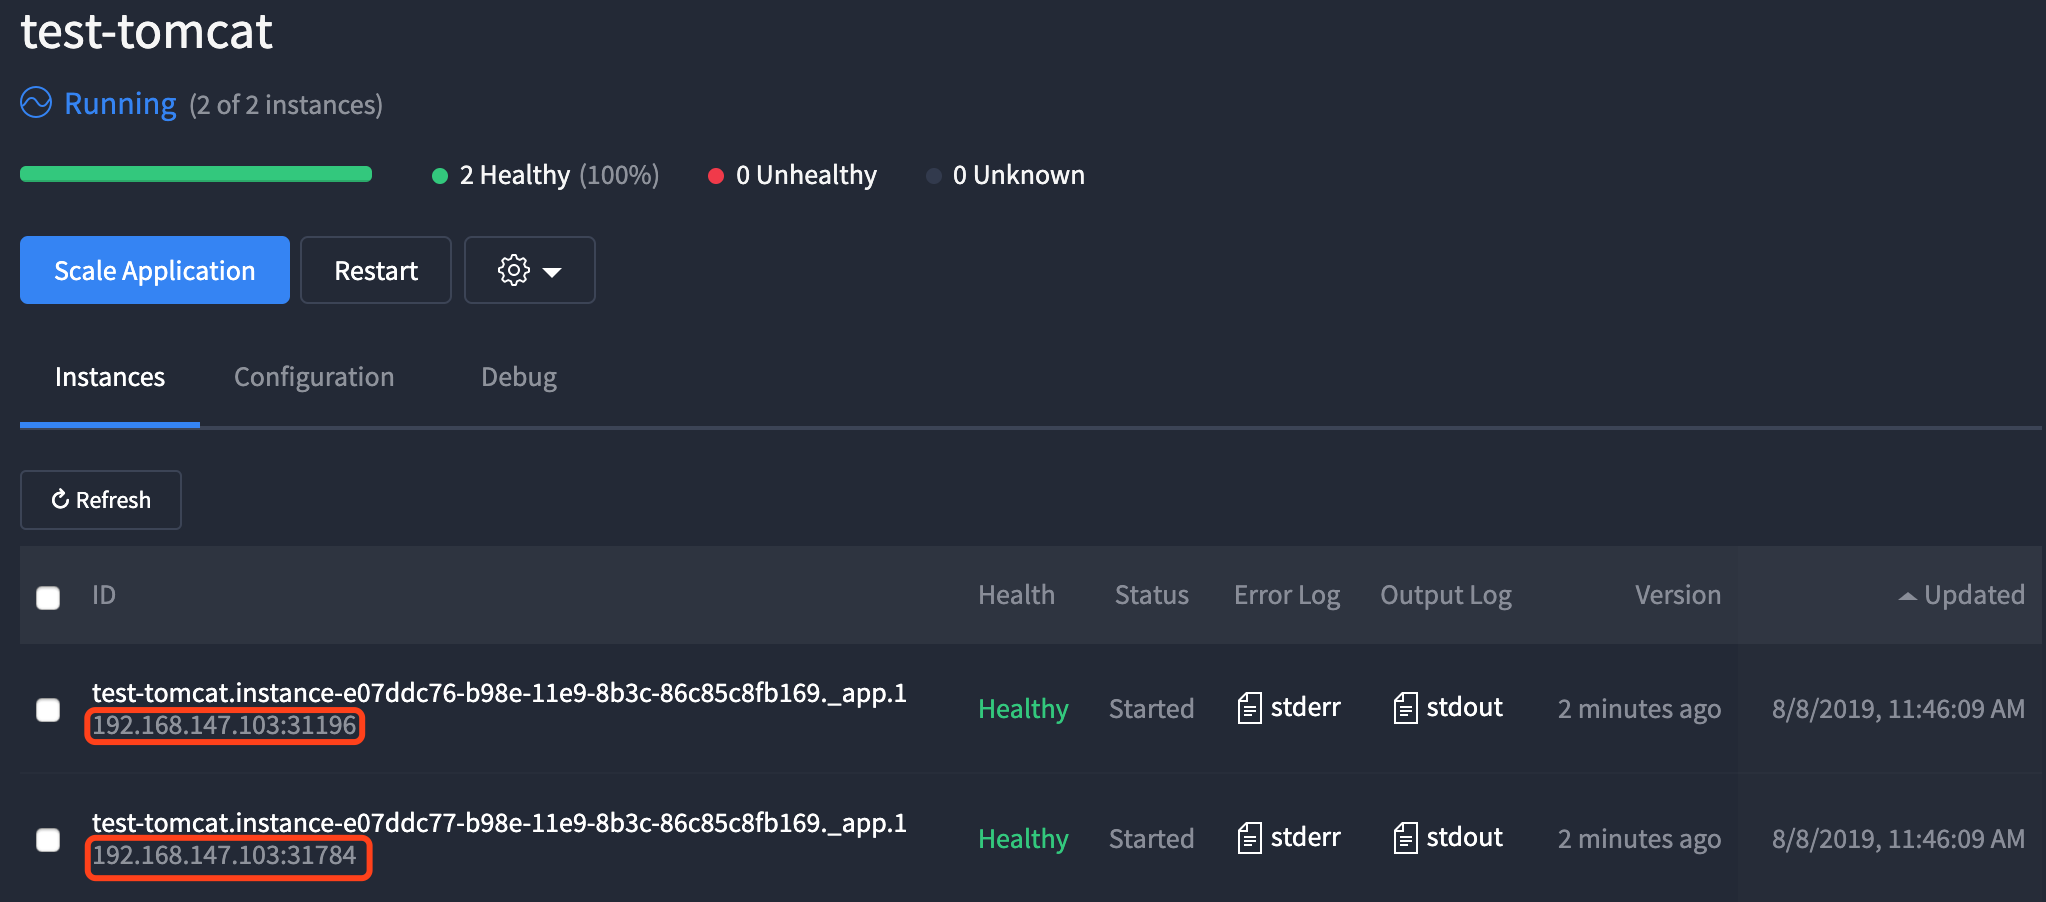 test-tomcat
Running (2 of 2 instances)
2 Healthy (100%) 0 Unhealthy 0 Unknown
Scale Application Restart
Instances Configuration Debug
Refresh
ID Health Status Error Log Output Log Version Updated
test-tomcat.instance-e07ddc76-b98e-11e9-8b3c-86c85c8fb169._app.1
192.168.147.103:31196
Healthy Started stderr stdout 2 minutes ago 8/8/2019, 11:46:09 AM
test-tomcat.instance-e07ddc77-b98e-11e9-8b3c-86c85c8fb169._app.1
192.168.147.103:31784
Healthy Started stderr stdout 2 minutes ago 8/8/2019, 11:46:09 AM